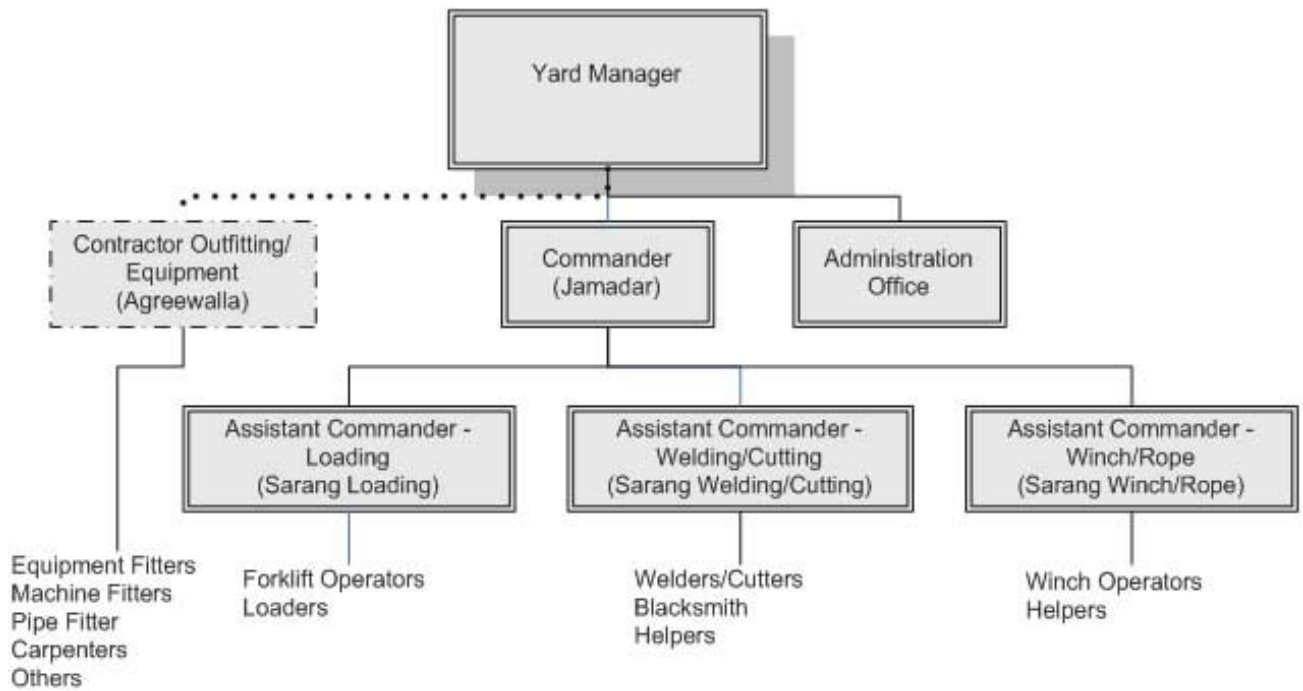 Yard Manager
Contractor Outfitting/
Equipment
(Agreewalla)
Commander
(Jamadar)
Administration
Office
Assistant Commander -
Loading
(Sarang Loading)
Assistant Commander -
Welding/Cutting
(Sarang Welding/Cutting)
Assistant Commander -
Winch/Rope
(Sarang Winch/Rope)
Equipment Fitters
Machine Fitters
Pipe Fitter
Carpenters
Others
Forklift Operators
Loaders
Welders/Cutters
Blacksmith
Helpers
Winch Operators
Helpers